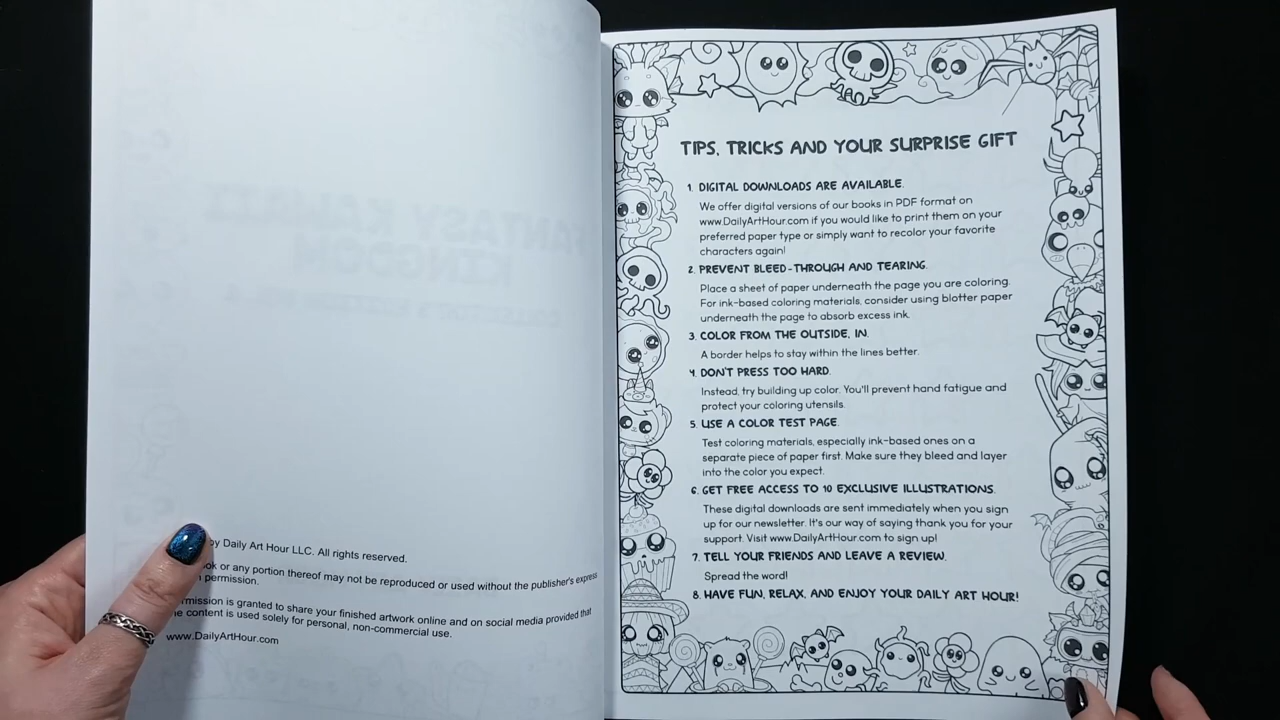 by Daily Art Hour LLC. All rights reserved.
or any portion thereof may not be reproduced or used without the publisher's express
permission.
permission is granted to share your finished artwork online and on social media provided that
content is used solely for personal, non-commercial use.
www.DailyArtHour.com
TIPS, TRICKS AND YOUR SURPRISE GIFT
1. DIGITAL DOWNLOADS ARE AVAILABLE.
We offer digital versions of our books in PDF format on
www.DailyArtHour.com if you would like to print them on your
preferred paper type or simply want to recolor your favorite
characters again!
2. PREVENT BLEED-THROUGH AND TEARING.
Place a sheet of paper underneath the page you are coloring.
For ink-based coloring materials, consider using blotter paper
underneath the page to absorb excess ink.
3. COLOR FROM THE OUTSIDE, IN.
A border helps to stay within the lines better.
4. DON'T PRESS TOO HARD.
Instead, try building up color. You'll prevent hand fatigue and
protect your coloring utensils.
5. USE A COLOR TEST PAGE.
Test coloring materials, especially ink-based ones on a
separate piece of paper first. Make sure they bleed and layer
into the color you expect.
6. GET FREE ACCESS TO 10 EXCLUSIVE ILLUSTRATIONS.
These digital downloads are sent immediately when you sign
up for our newsletter. It's our way of saying thank you for your
support. Visit www.DailyArtHour.com to sign up!
7. TELL YOUR FRIENDS AND LEAVE A REVIEW.
Spread the word!
8. HAVE FUN, RELAX, AND ENJOY YOUR DAILY ART HOUR!